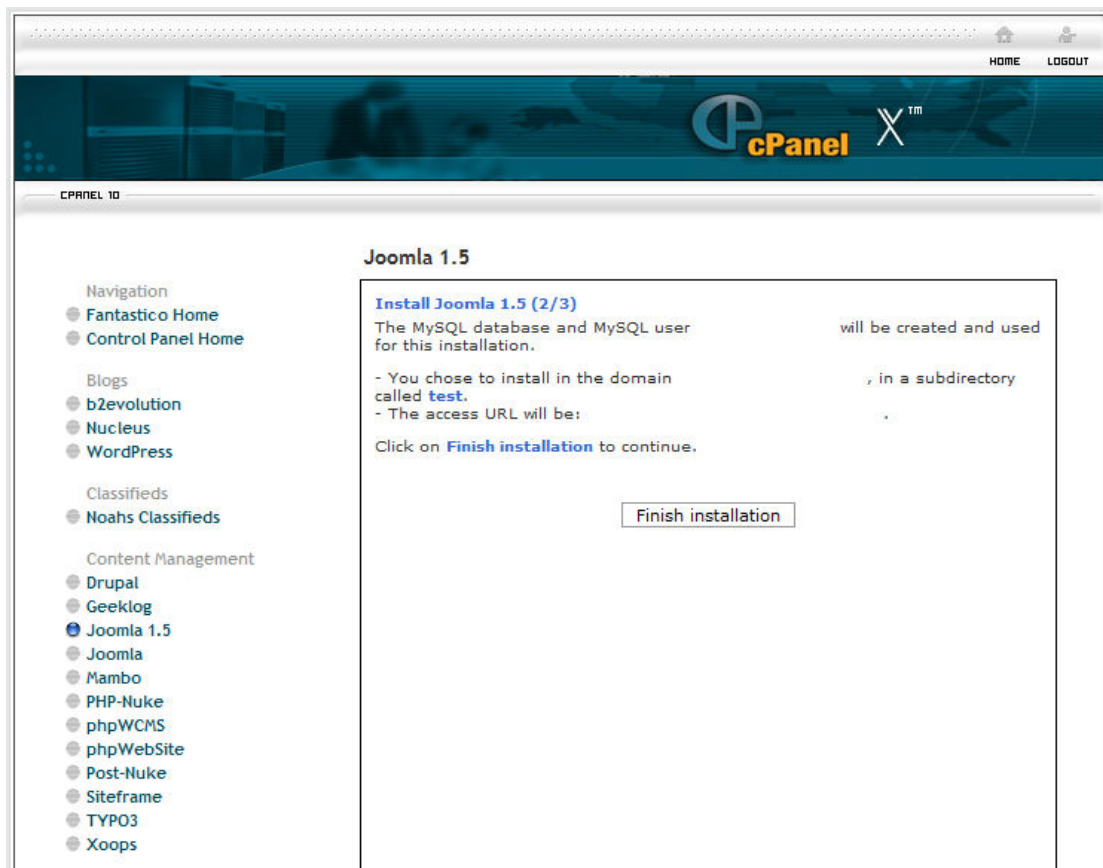 HOME LOGOUT
cPanel X™
CPANEL 10
Joomla 1.5
Navigation
Fantastico Home
Control Panel Home
Blogs
b2evolution
Nucleus
WordPress
Classifieds
Noahs Classifieds
Content Management
Drupal
Geeklog
Joomla 1.5
Joomla
Mambo
PHP-Nuke
phpWCMS
phpWebSite
Post-Nuke
Siteframe
TYPO3
Xoops
Install Joomla 1.5 (2/3)
The MySQL database and MySQL user will be created and used
for this installation.
- You chose to install in the domain , in a subdirectory
called test.
- The access URL will be: .
Click on Finish installation to continue.
Finish installation